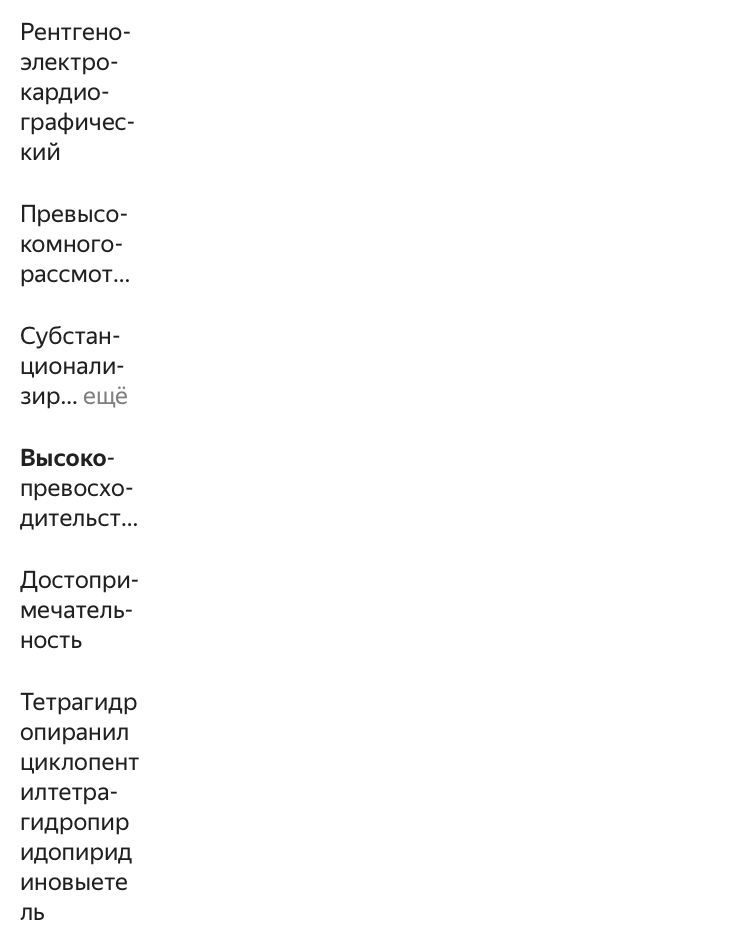 Рентгено-
электро-
кардио-
графичес-
кий
Превысо-
комного-
рассмот...
Субстан-
ционали-
зир... ещё
Высоко-
превосхо-
дительст...
Достопри-
мечатель-
ность
Тетрагидр
опиранил
циклопент
илтетра-
гидропир
идопирид
иновыете
ль